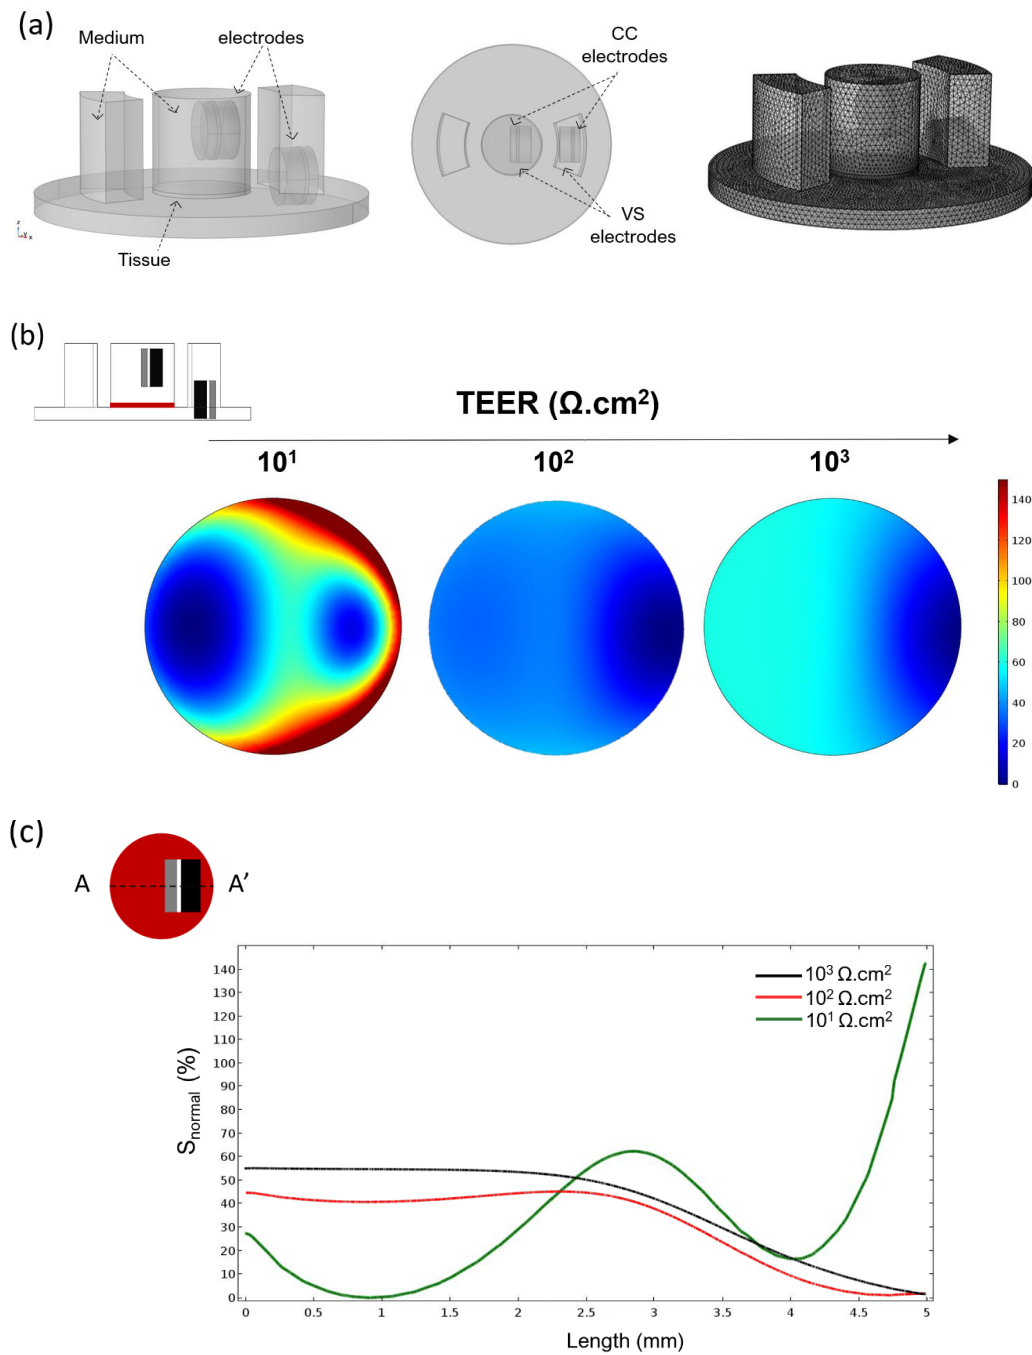 (a)
Medium
electrodes
CC
electrodes
VS
electrodes
Tissue
z
y
x
(b)
TEER (Ω.cm²)
10¹
10²
10³
140
120
100
80
60
40
20
0
(c)
A
A’
S normal (%)
140
130
120
110
100
90
80
70
60
50
40
30
20
10
0
10³ Ω.cm²
10² Ω.cm²
10¹ Ω.cm²
0 0.5 1 1.5 2 2.5 3 3.5 4 4.5 5
Length (mm)